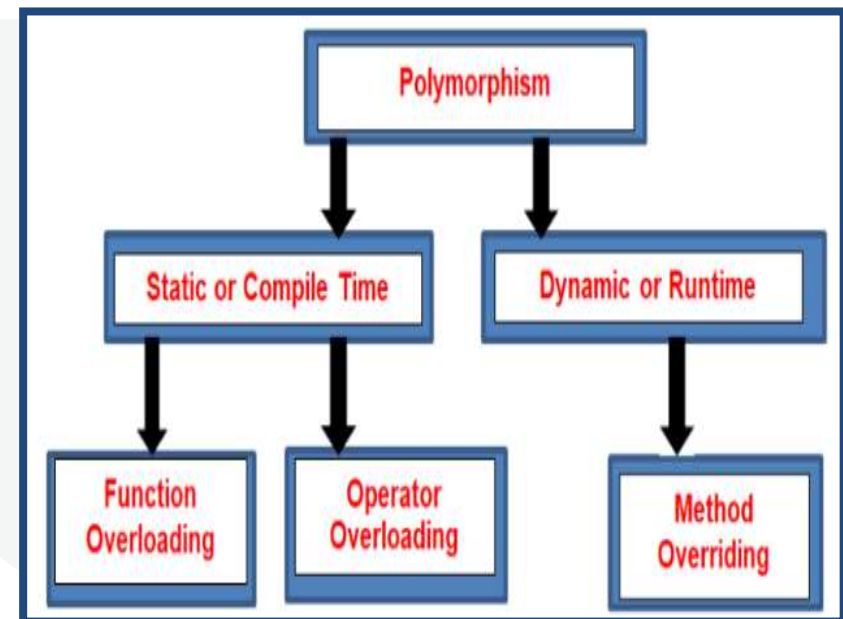 Polymorphism
Static or Compile Time
Dynamic or Runtime
Function
Overloading
Operator
Overloading
Method
Overriding